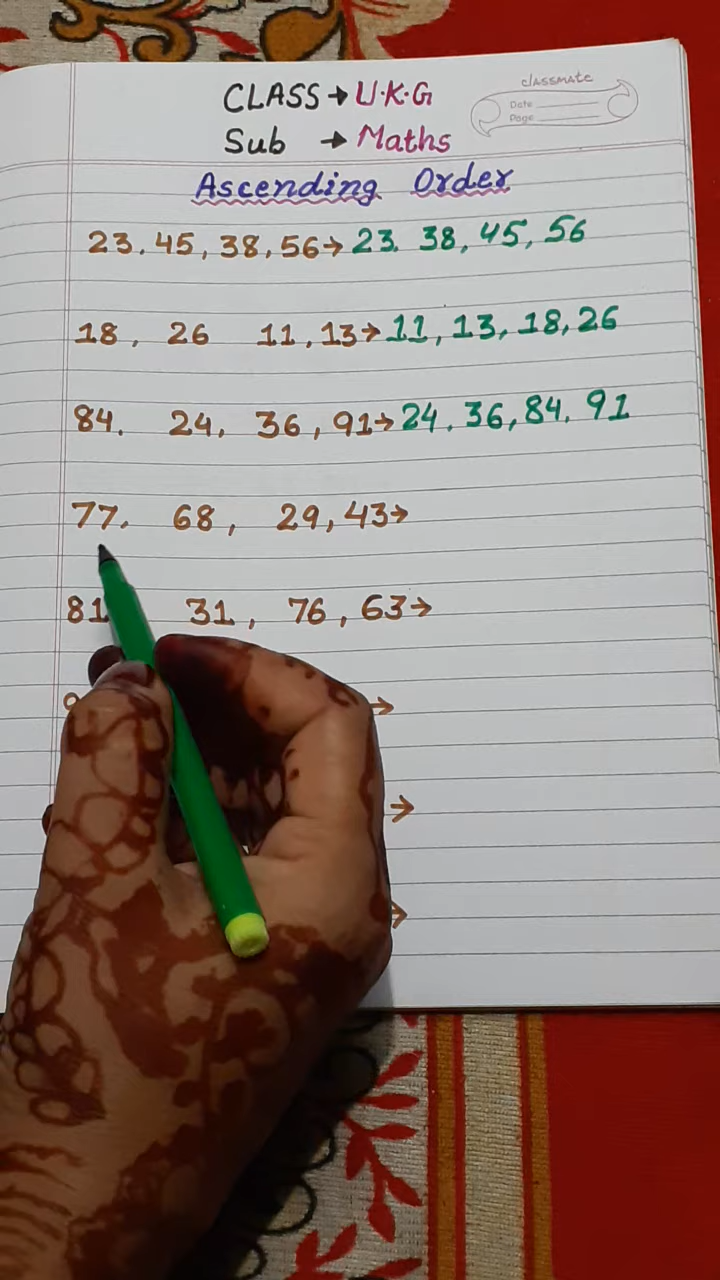 classmate
Date
Page
CLASS → U.K.G
Sub → Maths
Ascending Order
23. 45, 38, 56→ 23. 38, 45, 56
18, 26 11, 13→ 11, 13, 18, 26
84. 24. 36, 91→ 24. 36, 84. 91
77. 68, 29, 43→
81 31, 76, 63→
→
→
→